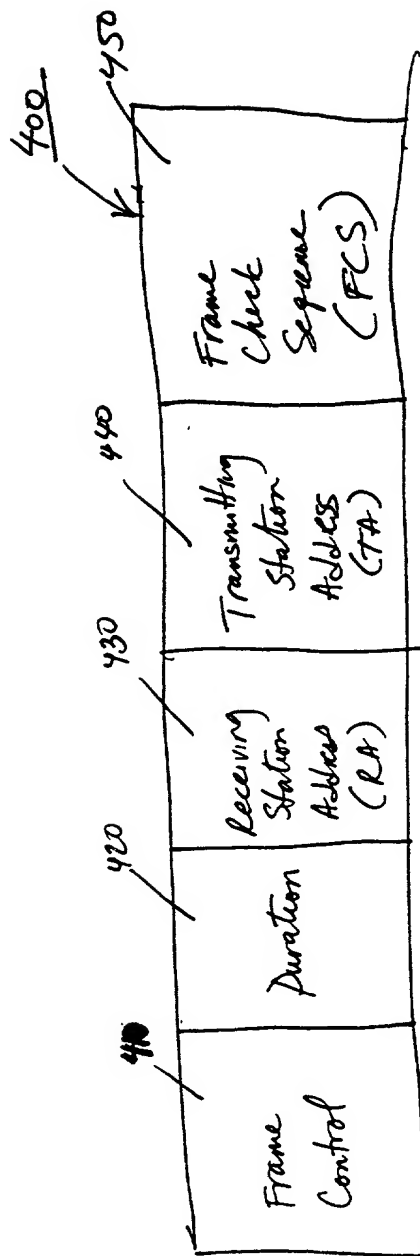 400
410
420
430
440
450
Frame
Control
Duration
Receiving
Station
Address
(RA)
Transmitting
Station
Address
(TA)
Frame
Check
Sequence
(FCS)